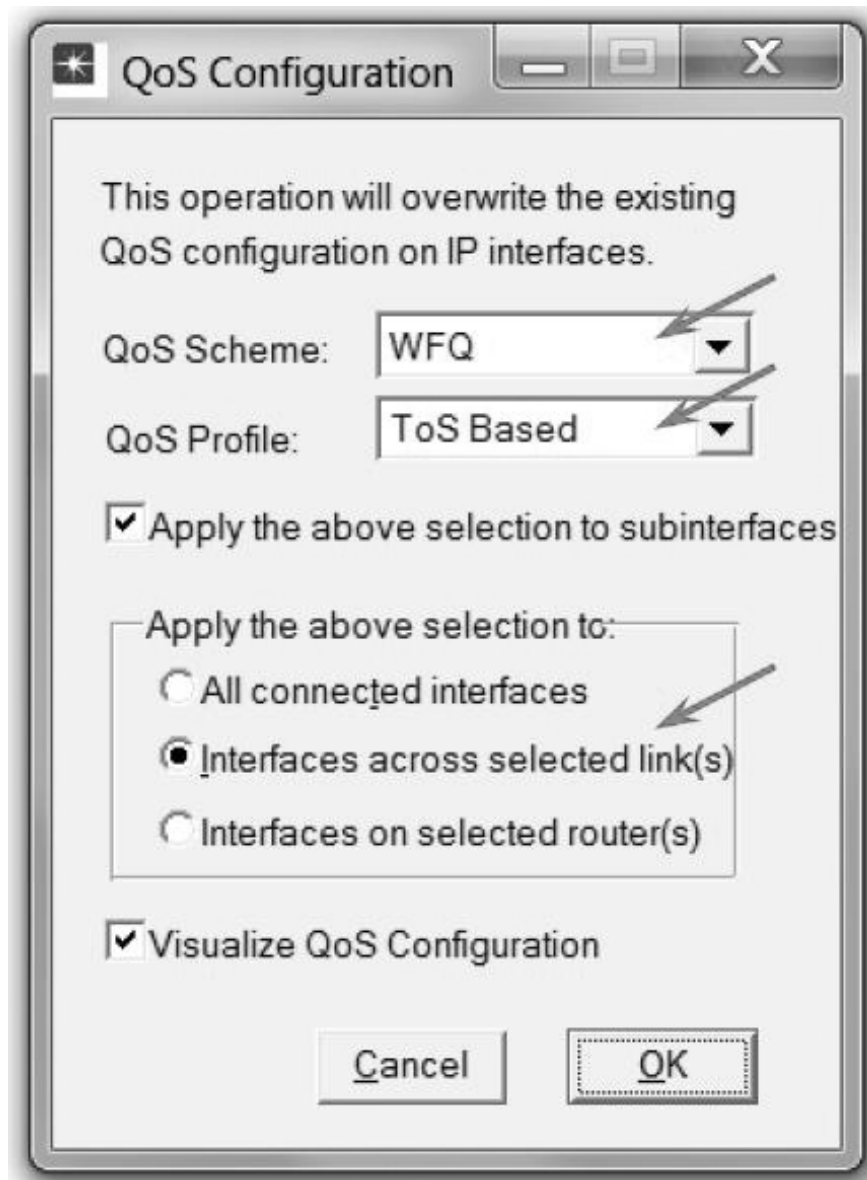 QoS Configuration
This operation will overwrite the existing
QoS configuration on IP interfaces.
QoS Scheme: WFQ
QoS Profile: ToS Based
Apply the above selection to subinterfaces
Apply the above selection to:
All connected interfaces
Interfaces across selected link(s)
Interfaces on selected router(s)
Visualize QoS Configuration
Cancel OK